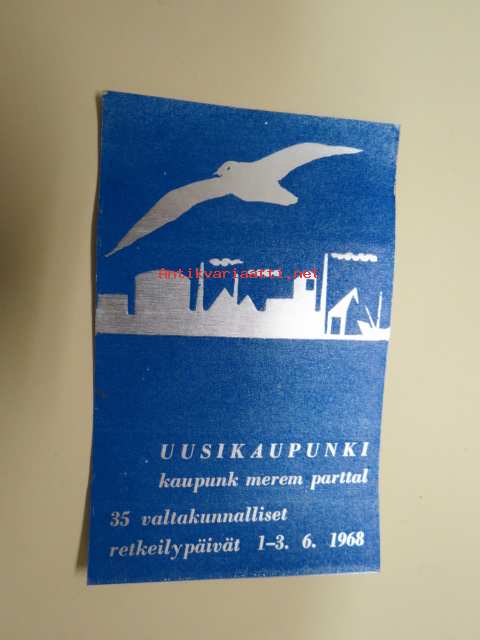 antikvariaatti.net
UUSIKAUPUNKI
kaupunk merem parttal
35 valtakunnalliset
retkeilypäivät 1-3. 6. 1968